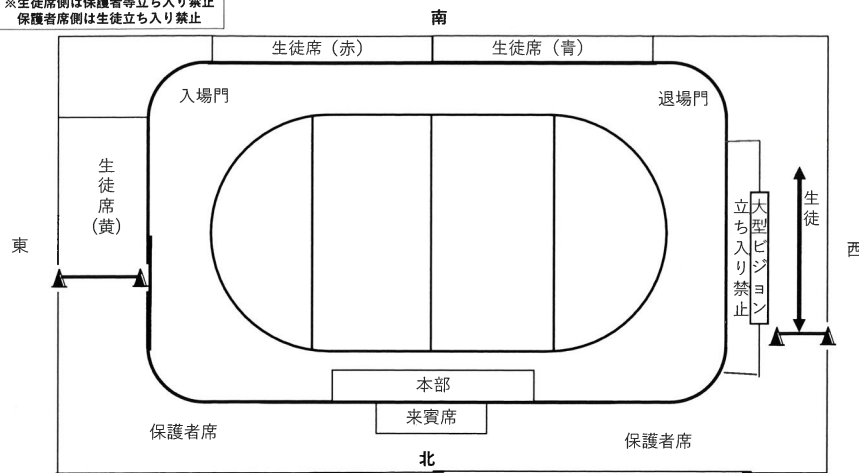 ※生徒席側は保護者等立ち入り禁止
保護者席側は生徒立ち入り禁止
南
生徒席（赤）
生徒席（青）
入場門
退場門
生徒席（黄）
東
立ち入り禁止
大型ビジョン
生徒
西
本部
来賓席
保護者席
保護者席
北